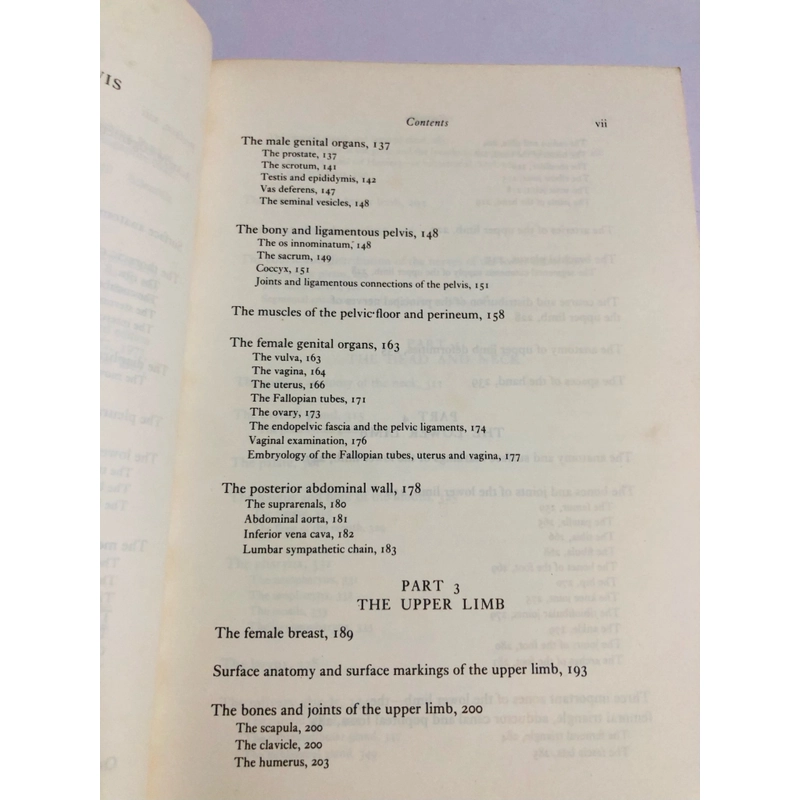 VIS
Contents vii
The male genital organs, 137
The prostate, 137
The scrotum, 141
Testis and epididymis, 142
Vas deferens, 147
The seminal vesicles, 148
The bony and ligamentous pelvis, 148
The os innominatum, 148
The sacrum, 149
Coccyx, 151
Joints and ligamentous connections of the pelvis, 151
The muscles of the pelvic floor and perineum, 158
The female genital organs, 163
The vulva, 163
The vagina, 164
The uterus, 166
The Fallopian tubes, 171
The ovary, 173
The endopelvic fascia and the pelvic ligaments, 174
Vaginal examination, 176
Embryology of the Fallopian tubes, uterus and vagina, 177
The posterior abdominal wall, 178
The suprarenals, 180
Abdominal aorta, 181
Inferior vena cava, 182
Lumbar sympathetic chain, 183
PART 3
THE UPPER LIMB
The female breast, 189
Surface anatomy and surface markings of the upper limb, 193
The bones and joints of the upper limb, 200
The scapula, 200
The clavicle, 200
The humerus, 203